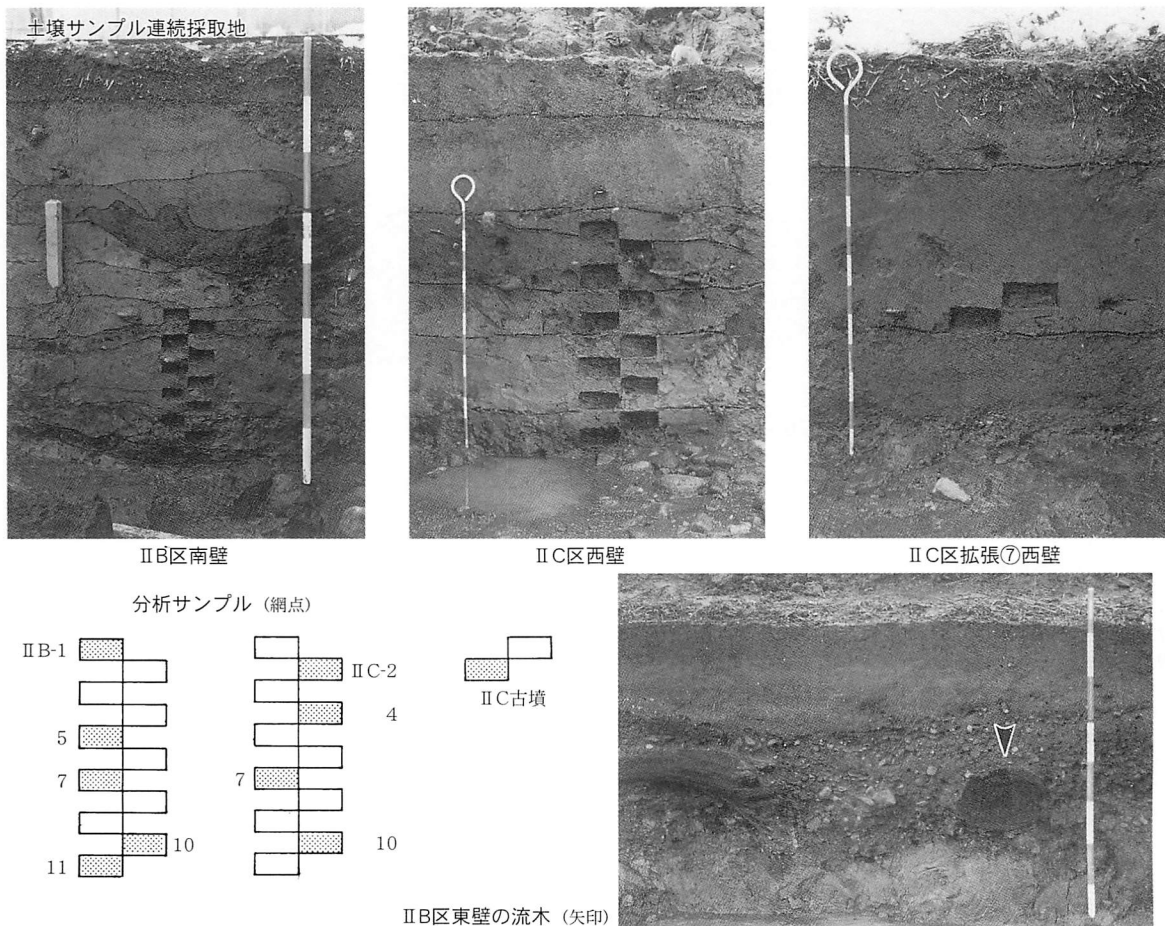 土壌サンプル連続採取地
ⅡB区南壁
ⅡC区西壁
ⅡC区拡張⑦西壁
分析サンプル（網点）
ⅡB-1
5
7
10
11
ⅡC-2
4
7
10
ⅡC古墳
ⅡB区東壁の流木（矢印）